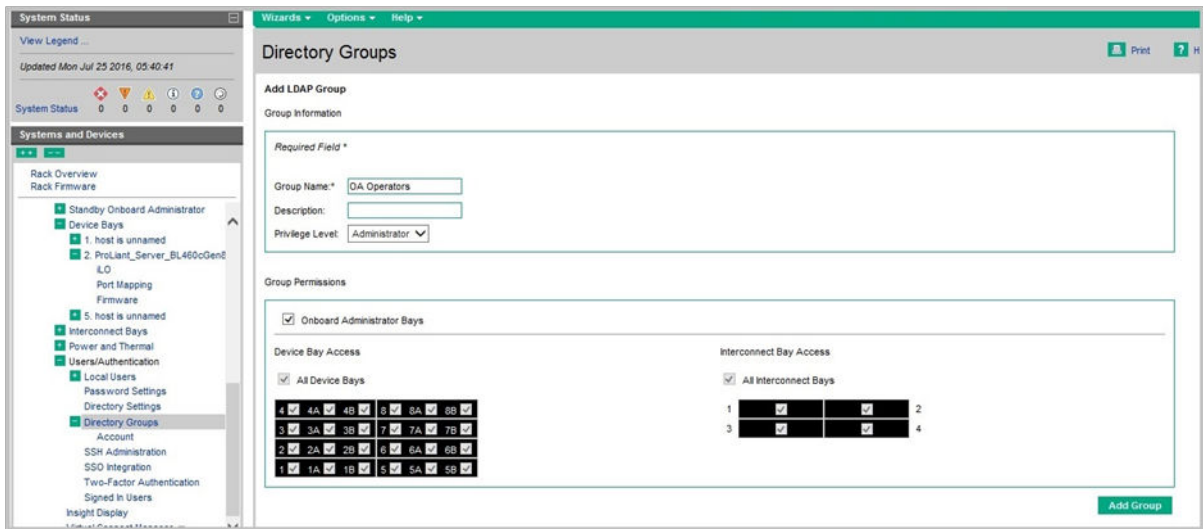 System Status
View Legend ...
Updated Mon Jul 25 2016, 05:40:41
System Status 0 0 0 0 0 0
Systems and Devices
Rack Overview
Rack Firmware
Standby Onboard Administrator
Device Bays
1. host is unnamed
2. ProLiant_Server_BL460cGen8
iLO
Port Mapping
Firmware
5. host is unnamed
Interconnect Bays
Power and Thermal
Users/Authentication
Local Users
Password Settings
Directory Settings
Directory Groups
Account
SSH Administration
SSO Integration
Two-Factor Authentication
Signed In Users
Insight Display
Wizards Options Help
Directory Groups
Print ? H
Add LDAP Group
Group Information
Required Field *
Group Name:* OA Operators
Description:
Privilege Level: Administrator
Group Permissions
Onboard Administrator Bays
Device Bay Access
All Device Bays
4 4A 4B 8 8A 8B
3 3A 3B 7 7A 7B
2 2A 2B 6 6A 6B
1 1A 1B 5 5A 5B
Interconnect Bay Access
All Interconnect Bays
1 2
3 4
Add Group